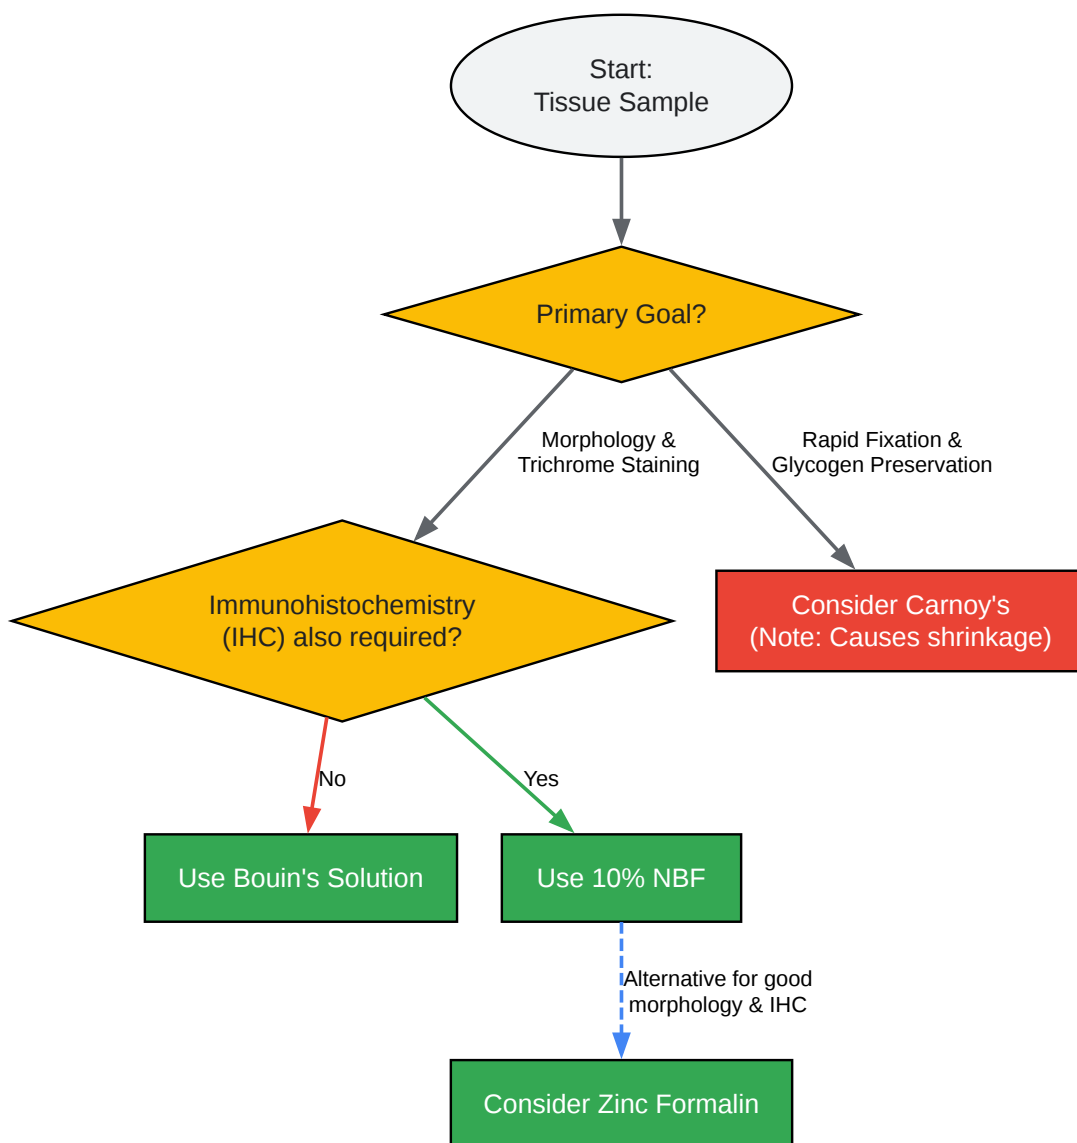 Start:
Tissue Sample
Primary Goal?
Morphology &
Trichrome Staining
Rapid Fixation &
Glycogen Preservation
Immunohistochemistry
(IHC) also required?
Consider Carnoy's
(Note: Causes shrinkage)
No
Yes
Use Bouin's Solution
Use 10% NBF
Alternative for good
morphology & IHC
Consider Zinc Formalin